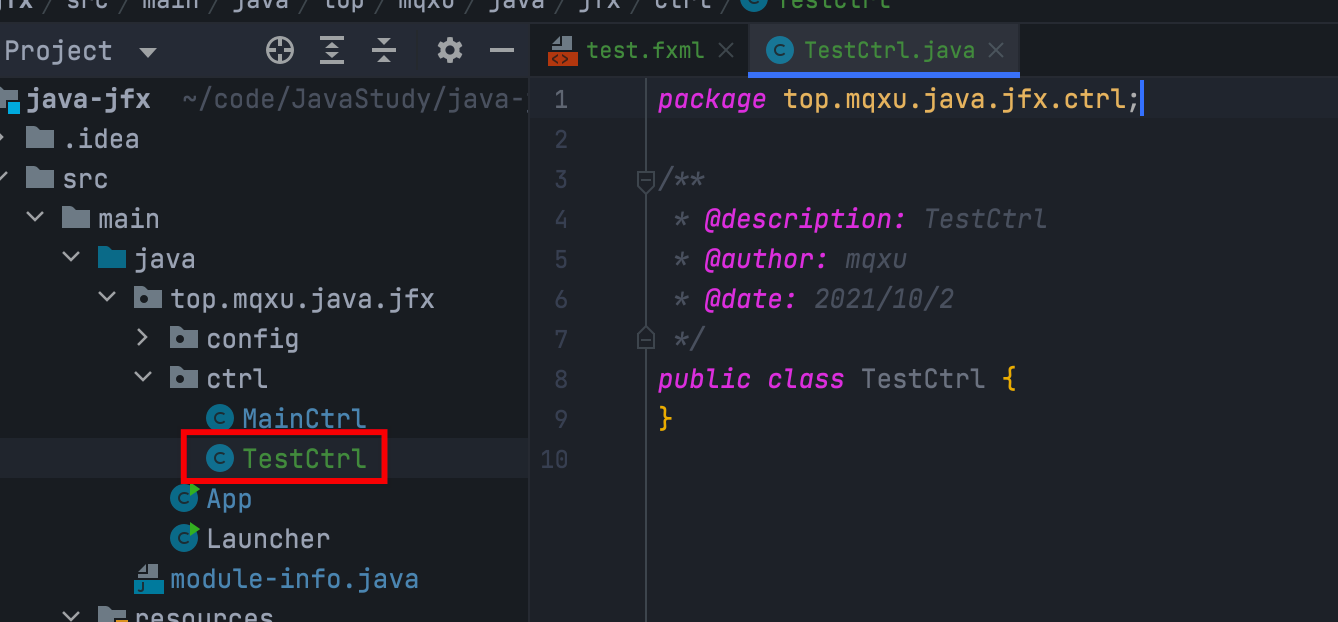 jfx / src / main / java / top / mqxu / java / jfx / ctrl / TestCtrl
Project
test.fxml
TestCtrl.java
java-jfx ~/code/JavaStudy/java-
.idea
src
main
java
top.mqxu.java.jfx
config
ctrl
MainCtrl
TestCtrl
App
Launcher
module-info.java
resources
1 package top.mqxu.java.jfx.ctrl;
2
3 /**
4 * @description: TestCtrl
5 * @author: mqxu
6 * @date: 2021/10/2
7 */
8 public class TestCtrl {
9 }
10